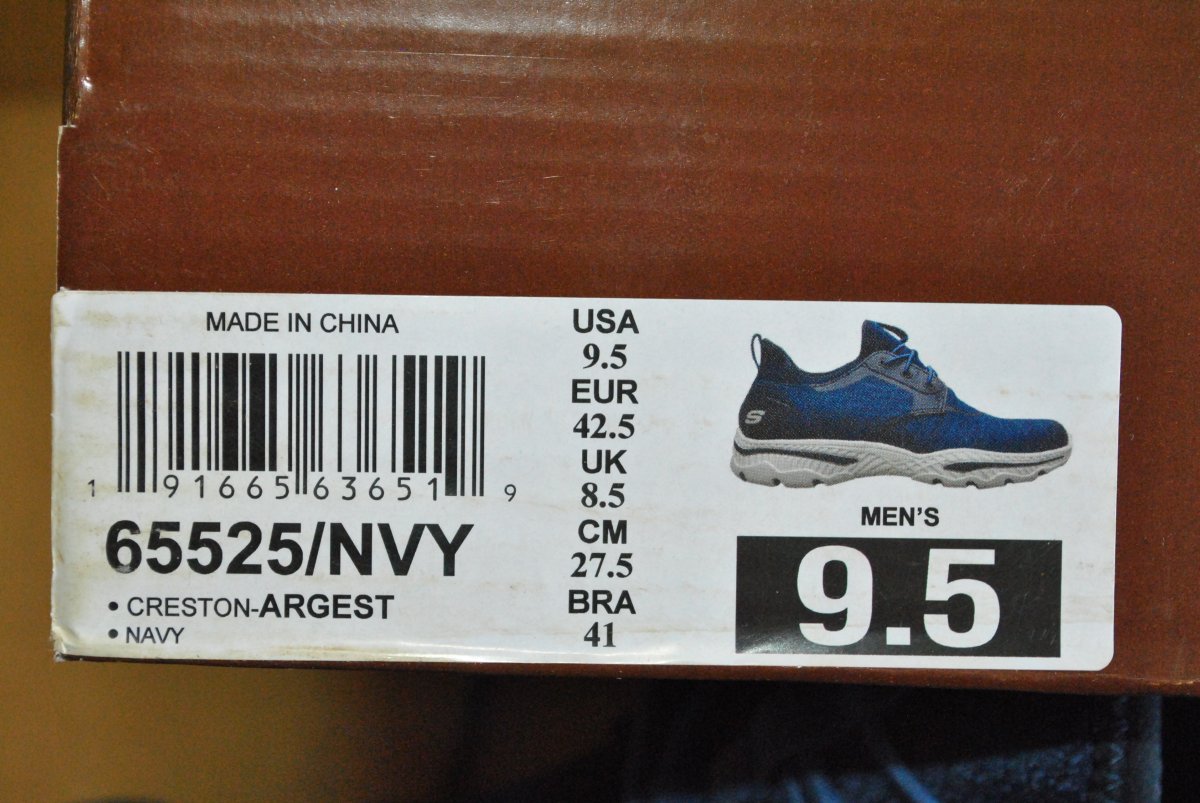 MADE IN CHINA
1 91665 63651 9
65525/NVY
• CRESTON-ARGEST
• NAVY
USA
9.5
EUR
42.5
UK
8.5
CM
27.5
BRA
41
S
MEN'S
9.5